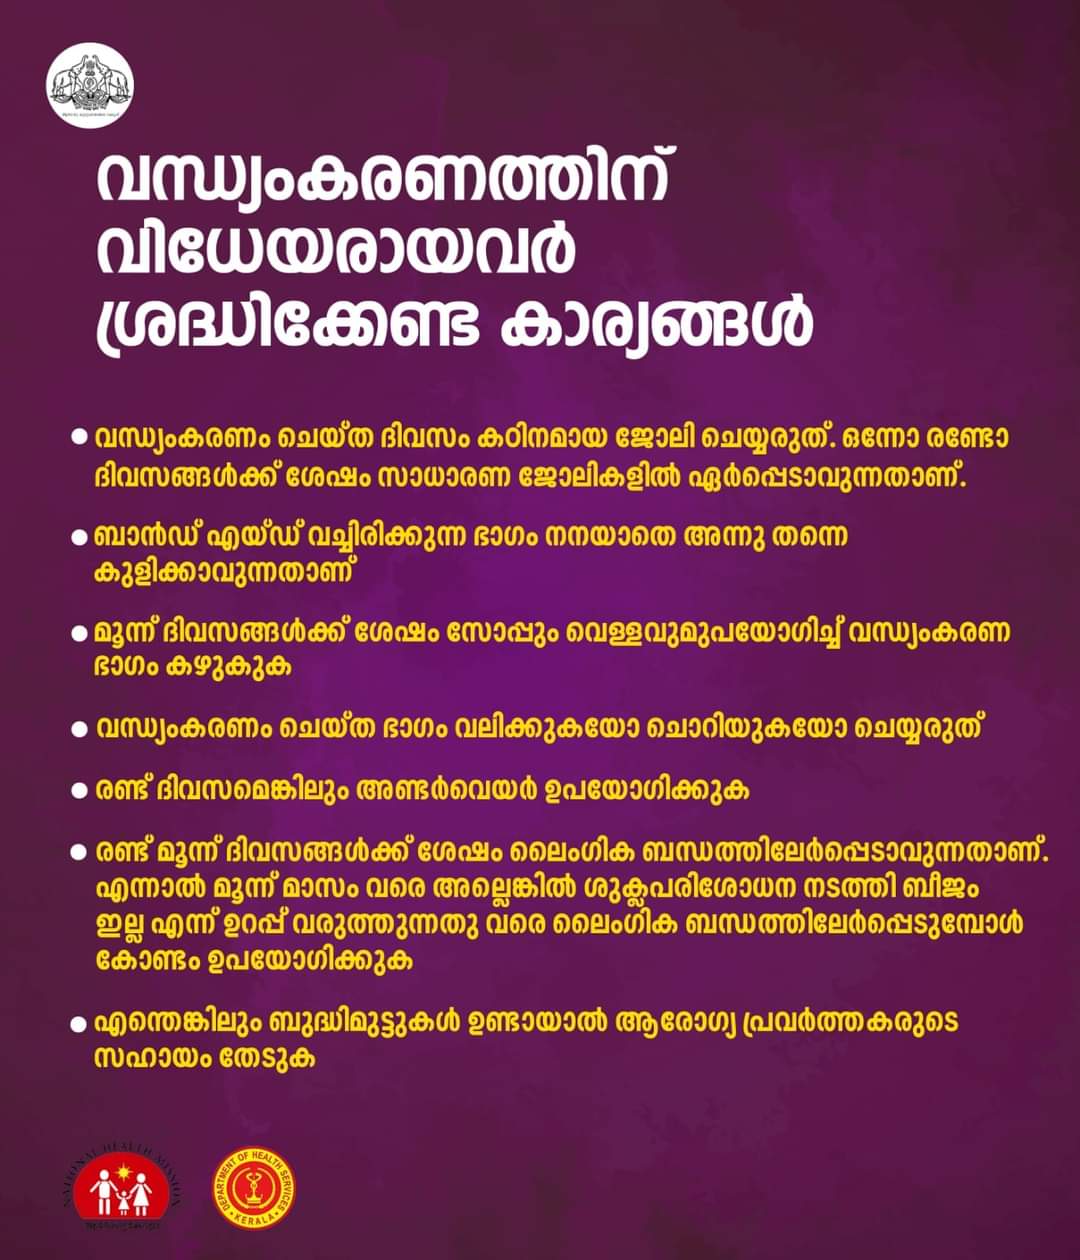 വന്ധ്യംകരണത്തിന്
വിധേയരായവർ
ശ്രദ്ധിക്കേണ്ട കാര്യങ്ങൾ
• വന്ധ്യംകരണം ചെയ്ത ദിവസം കഠിനമായ ജോലി ചെയ്യരുത്. ഒന്നോ രണ്ടോ
ദിവസങ്ങൾക്ക് ശേഷം സാധാരണ ജോലികളിൽ ഏർപ്പെടാവുന്നതാണ്.
• ബാൻഡ് എയ്ഡ് വച്ചിരിക്കുന്ന ഭാഗം നനയാതെ അന്നു തന്നെ
കുളിക്കാവുന്നതാണ്
• മൂന്ന് ദിവസങ്ങൾക്ക് ശേഷം സോപ്പും വെള്ളവുമുപയോഗിച്ച് വന്ധ്യംകരണ
ഭാഗം കഴുകുക
• വന്ധ്യംകരണം ചെയ്ത ഭാഗം വലിക്കുകയോ ചൊറിയുകയോ ചെയ്യരുത്
• രണ്ട് ദിവസമെങ്കിലും അണ്ടർവെയർ ഉപയോഗിക്കുക
• രണ്ട് മൂന്ന് ദിവസങ്ങൾക്ക് ശേഷം ലൈംഗിക ബന്ധത്തിലേർപ്പെടാവുന്നതാണ്.
എന്നാൽ മൂന്ന് മാസം വരെ അല്ലെങ്കിൽ ശുക്ലപരിശോധന നടത്തി ബീജം
ഇല്ല എന്ന് ഉറപ്പ് വരുത്തുന്നതു വരെ ലൈംഗിക ബന്ധത്തിലേർപ്പെടുമ്പോൾ
കോണ്ടം ഉപയോഗിക്കുക
• എന്തെങ്കിലും ബുദ്ധിമുട്ടുകൾ ഉണ്ടായാൽ ആരോഗ്യ പ്രവർത്തകരുടെ
സഹായം തേടുക
NATIONAL HEALTH MISSION
DEPARTMENT OF HEALTH SERVICES
KERALA